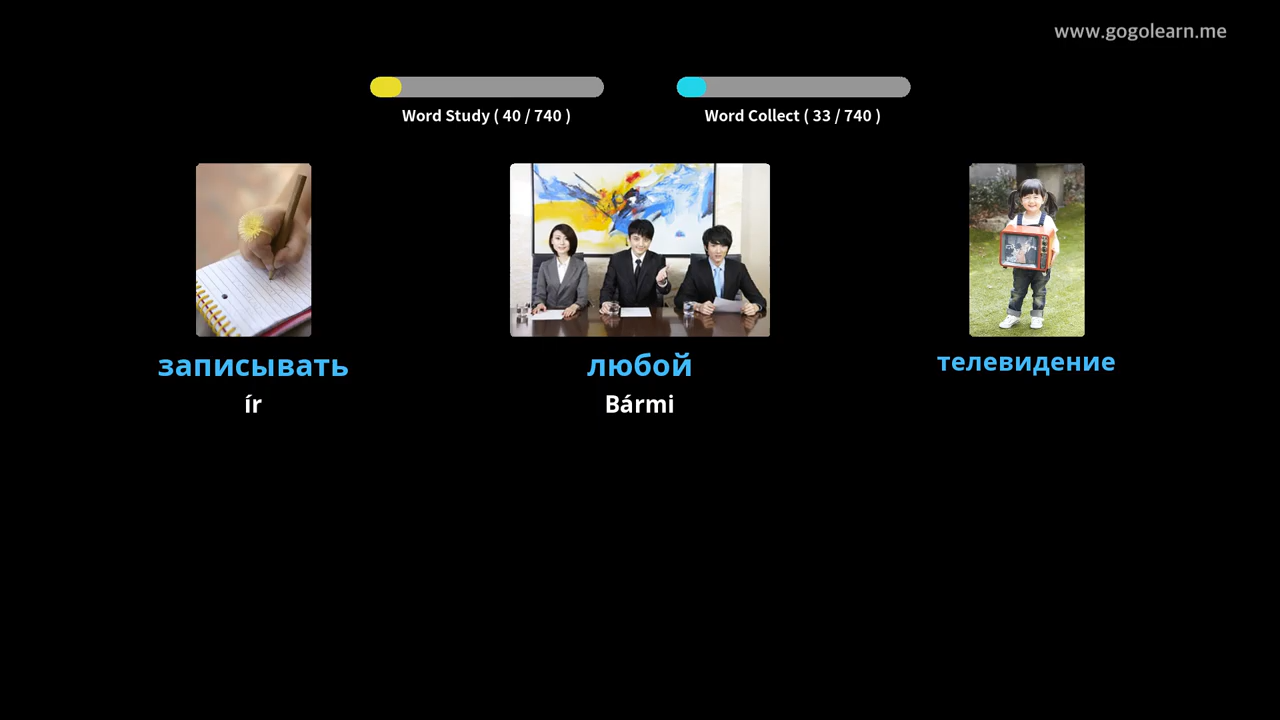 www.gogolearn.me
Word Study ( 40 / 740 )
Word Collect ( 33 / 740 )
записывать
ír
любой
Bármi
телевидение